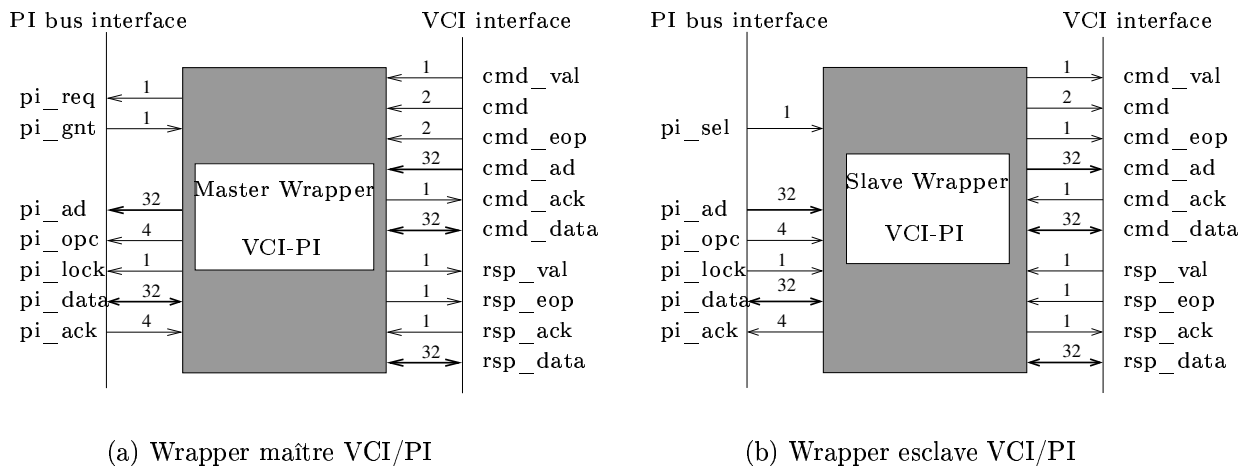 PI bus interface
VCI interface
pi_req
1
pi_gnt
1
pi_ad
32
pi_opc
4
pi_lock
1
pi_data
32
pi_ack
4
Master Wrapper
VCI-PI
1
cmd_val
2
cmd
2
cmd_eop
32
cmd_ad
1
cmd_ack
32
cmd_data
1
rsp_val
1
rsp_eop
1
rsp_ack
32
rsp_data
(a) Wrapper maître VCI/PI
PI bus interface
VCI interface
pi_sel
1
pi_ad
32
pi_opc
4
pi_lock
1
pi_data
32
pi_ack
4
Slave Wrapper
VCI-PI
1
cmd_val
2
cmd
1
cmd_eop
32
cmd_ad
1
cmd_ack
32
cmd_data
1
rsp_val
1
rsp_eop
1
rsp_ack
32
rsp_data
(b) Wrapper esclave VCI/PI